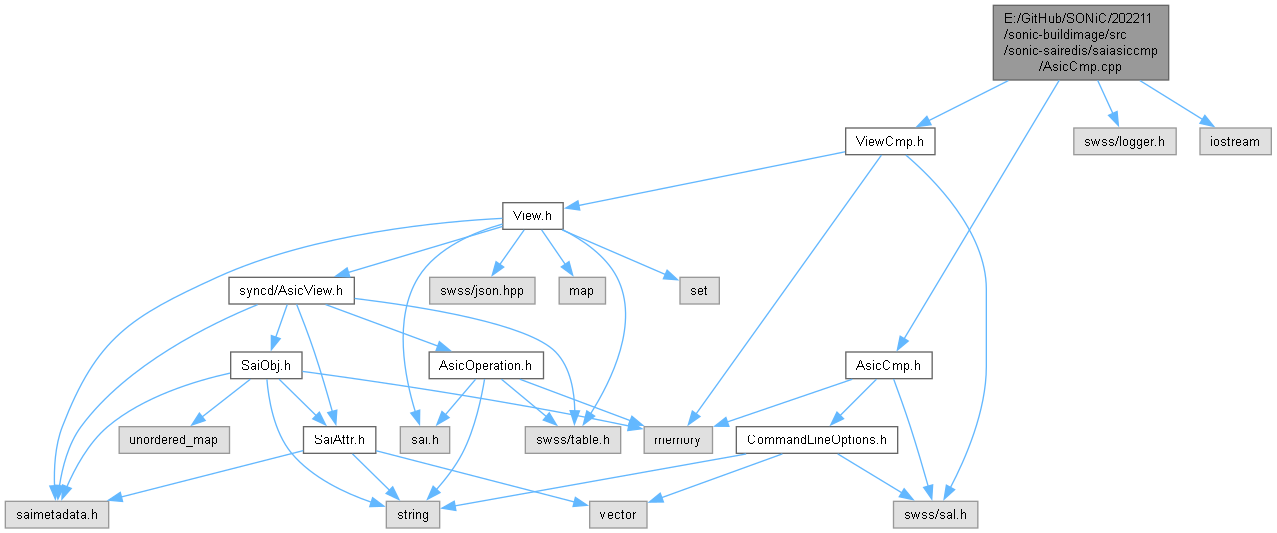 E:/GitHub/SONiC/202211
/sonic-buildimage/src
/sonic-sairedis/saiasiccmp
/AsicCmp.cpp
ViewCmp.h
swss/logger.h
iostream
View.h
syncd/AsicView.h
swss/json.hpp
map
set
SaiObj.h
AsicOperation.h
AsicCmp.h
unordered_map
SaiAttr.h
sai.h
swss/table.h
memory
CommandLineOptions.h
saimetadata.h
string
vector
swss/sal.h